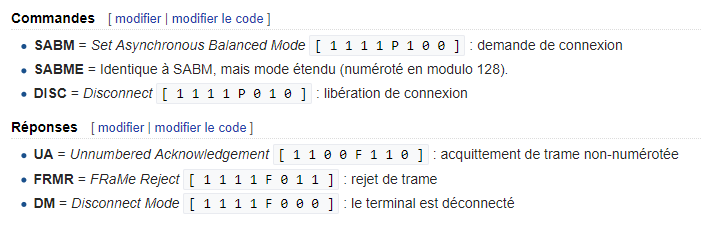 Commandes [ modifier | modifier le code ]
• SABM = Set Asynchronous Balanced Mode [ 1 1 1 1 P 1 0 0 ] : demande de connexion
• SABME = Identique à SABM, mais mode étendu (numéroté en modulo 128).
• DISC = Disconnect [ 1 1 1 1 P 0 1 0 ] : libération de connexion
Réponses [ modifier | modifier le code ]
• UA = Unnumbered Acknowledgement [ 1 1 0 0 F 1 1 0 ] : acquittement de trame non-numérotée
• FRMR = FRaMe Reject [ 1 1 1 1 F 0 1 1 ] : rejet de trame
• DM = Disconnect Mode [ 1 1 1 1 F 0 0 0 ] : le terminal est déconnecté